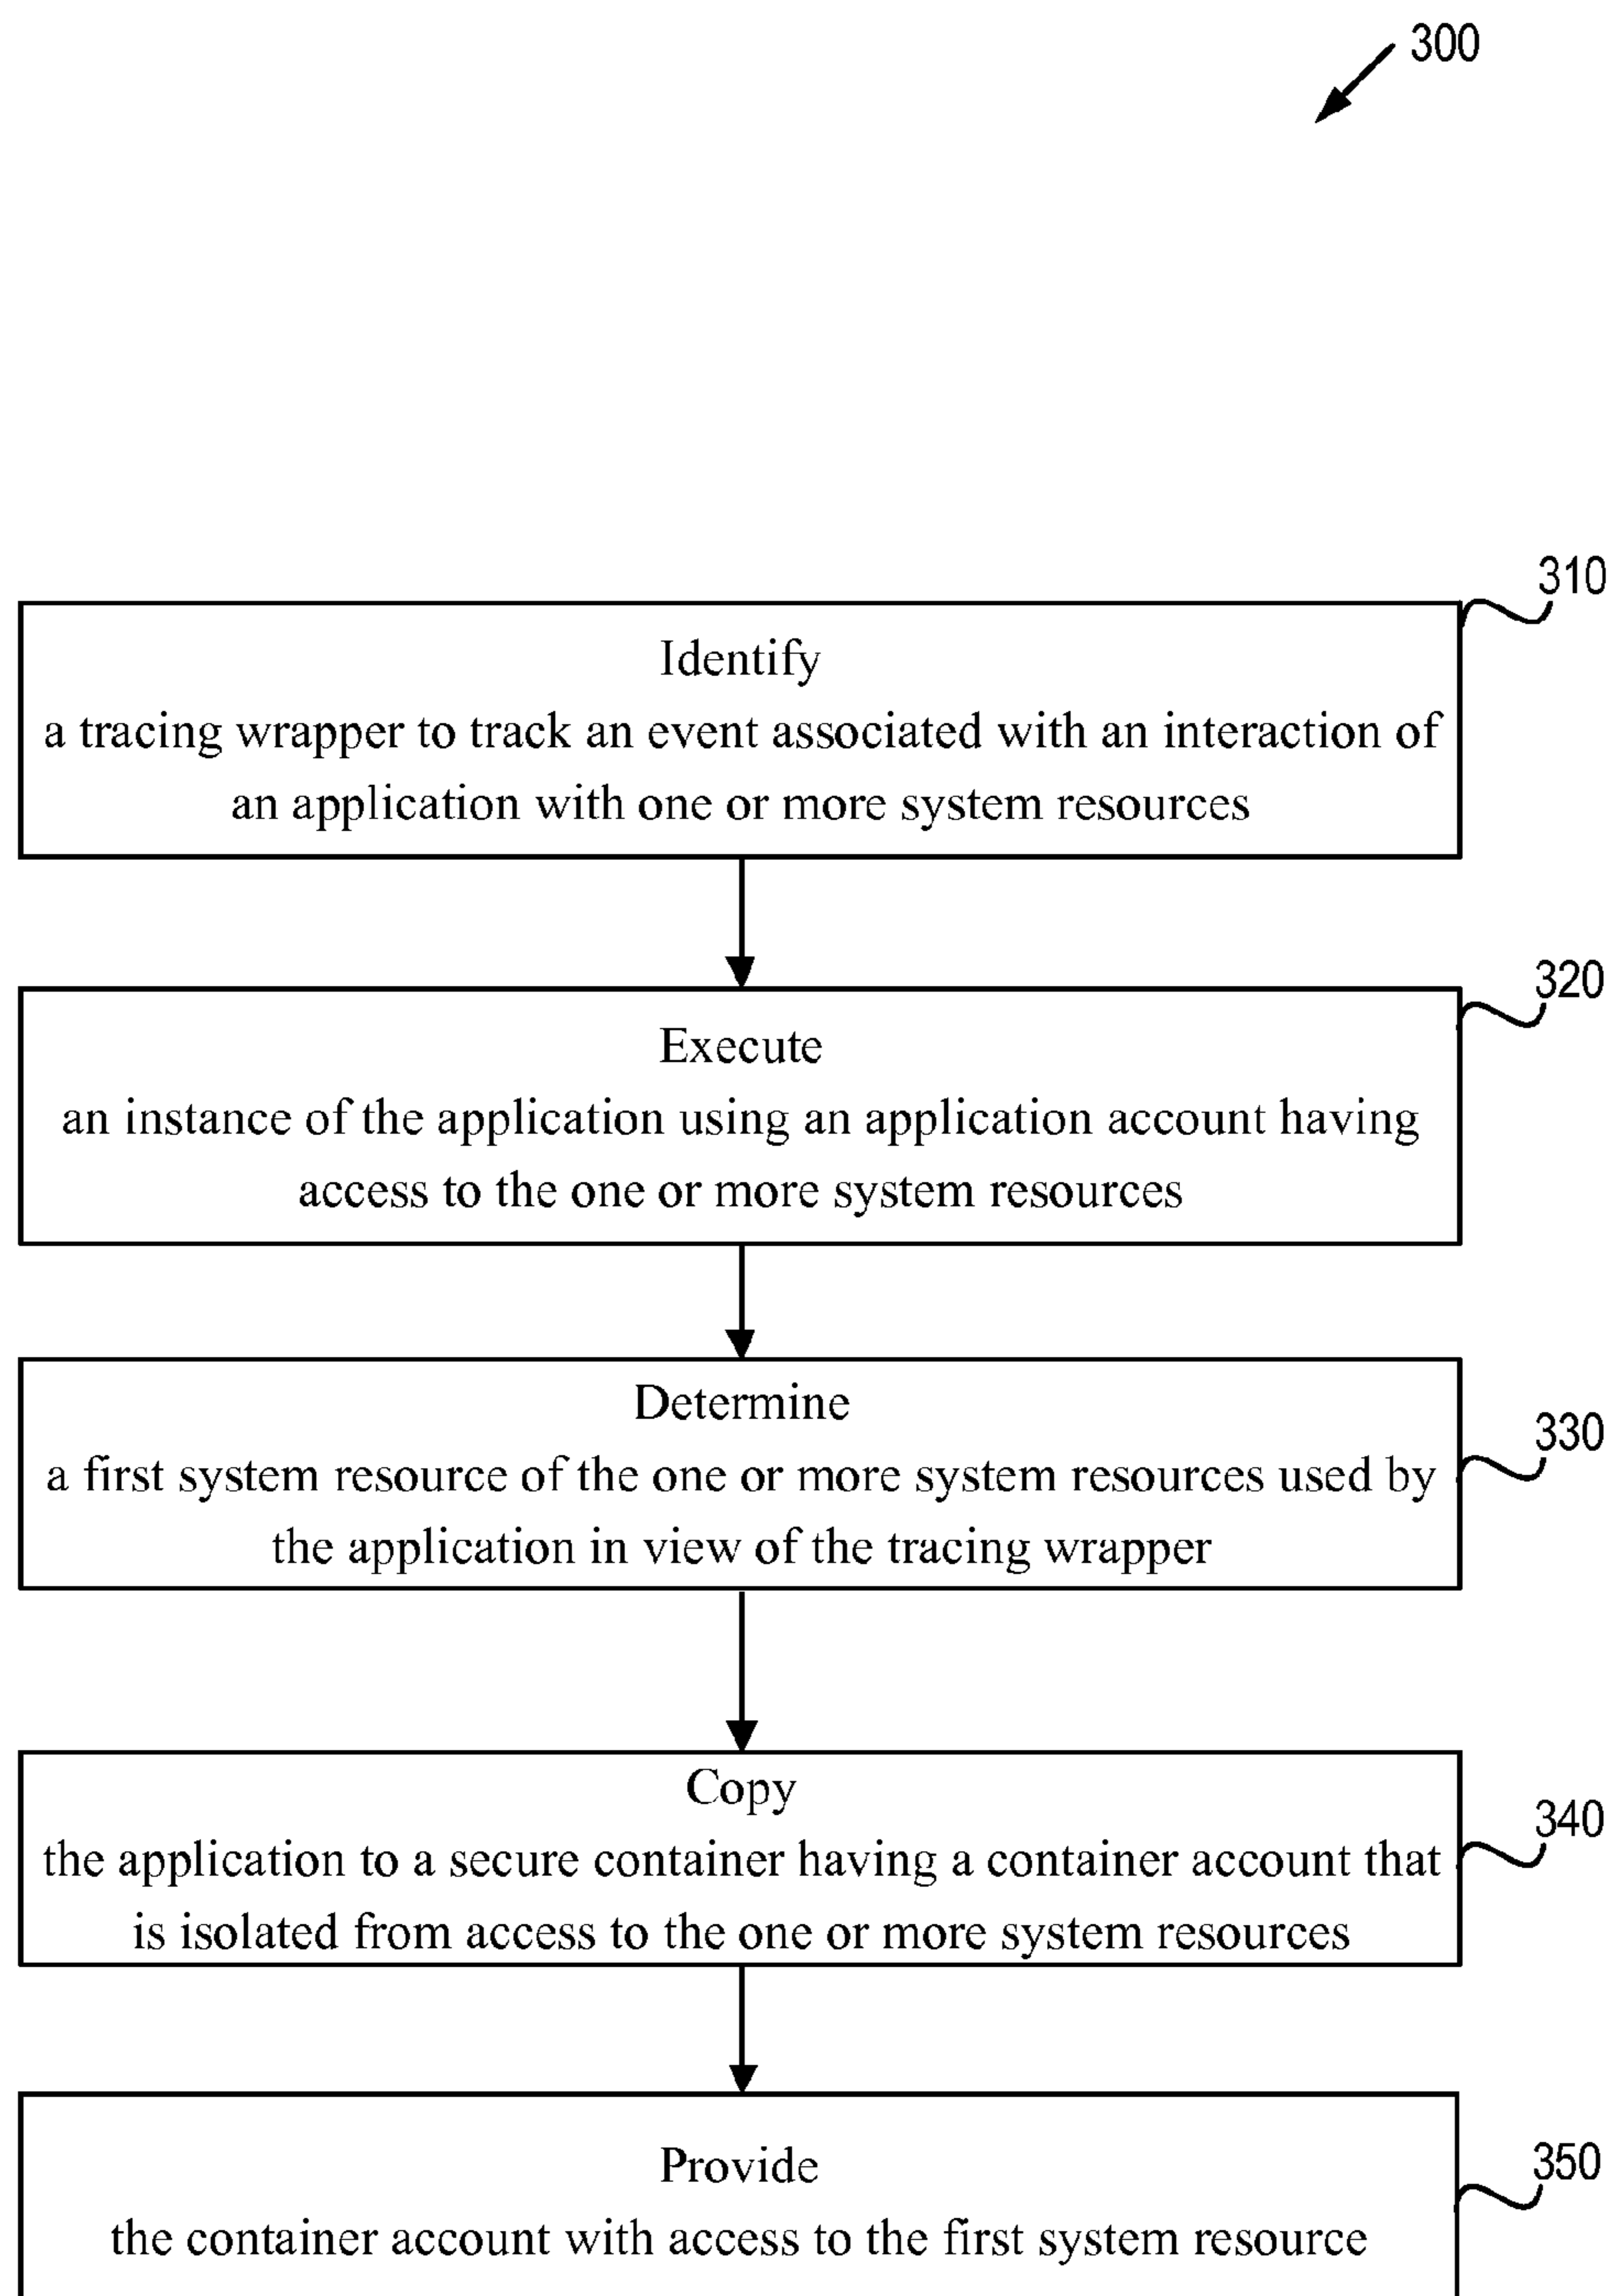 300
310
Identify
a tracing wrapper to track an event associated with an interaction of
an application with one or more system resources
320
Execute
an instance of the application using an application account having
access to the one or more system resources
330
Determine
a first system resource of the one or more system resources used by
the application in view of the tracing wrapper
340
Copy
the application to a secure container having a container account that
is isolated from access to the one or more system resources
350
Provide
the container account with access to the first system resource